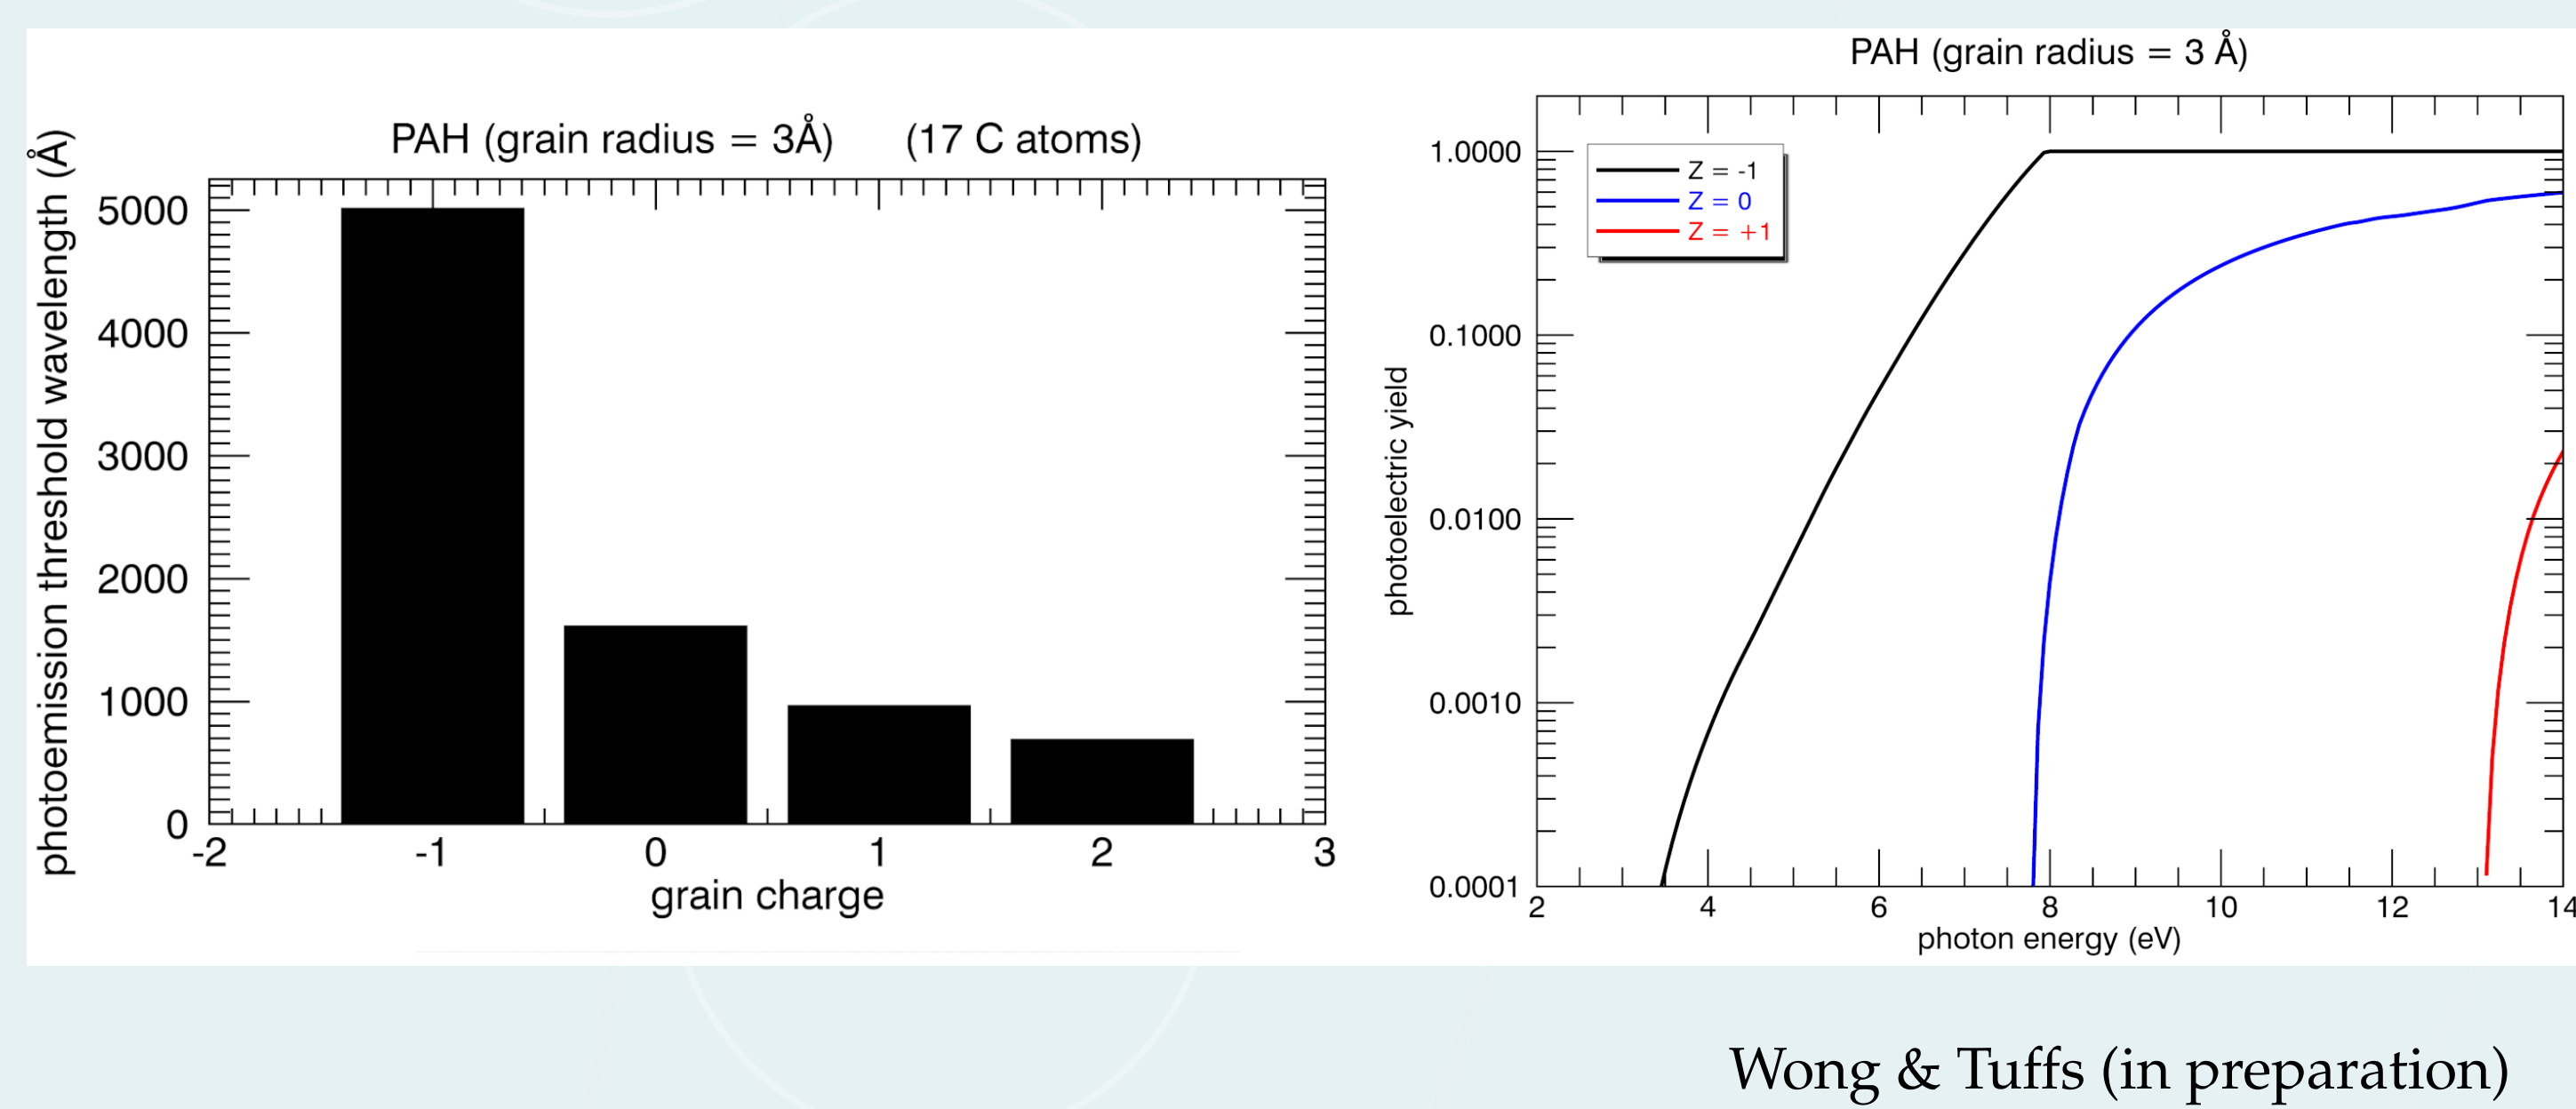 PAH (grain radius = 3Å) (17 C atoms)
photoemission threshold wavelength (Å)
5000
4000
3000
2000
1000
0
-2 -1 0 1 2 3
grain charge
PAH (grain radius = 3 Å)
photoelectric yield
1.0000
0.1000
0.0100
0.0010
0.0001
Z = -1
Z = 0
Z = +1
2 4 6 8 10 12 14
photon energy (eV)
Wong & Tuffs (in preparation)